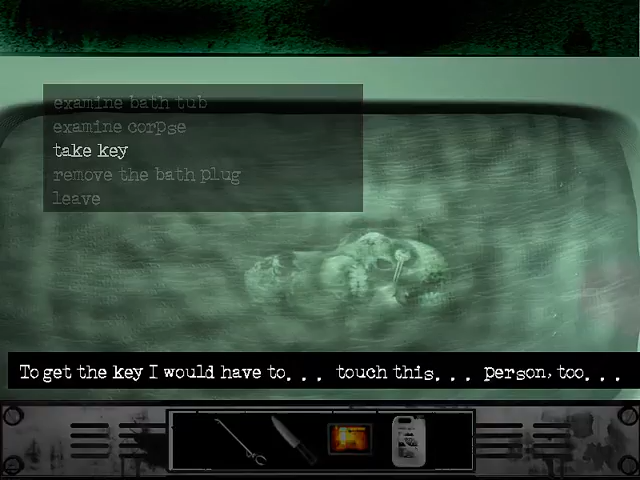 examine bath tub
examine corpse
take key
remove the bath plug
leave
To get the key I would have to... touch this... person, too...